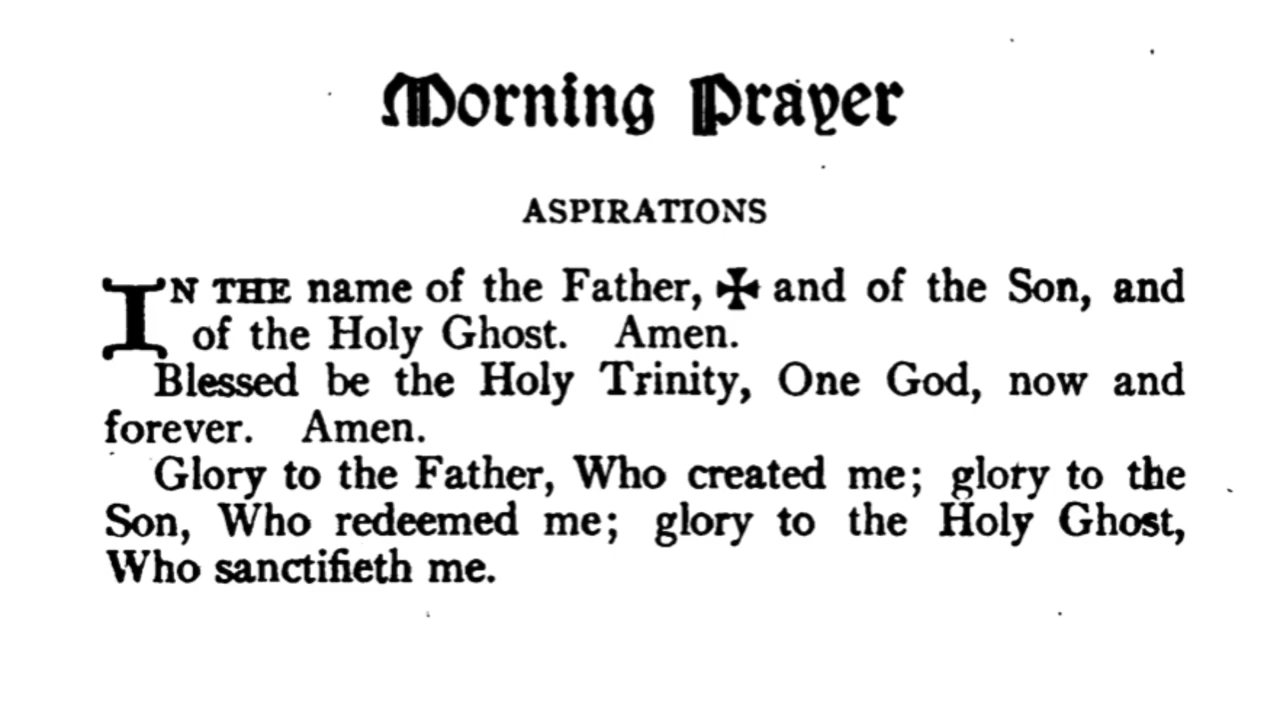 Morning Prayer
ASPIRATIONS
IN THE name of the Father, ✠ and of the Son, and
of the Holy Ghost. Amen.
Blessed be the Holy Trinity, One God, now and
forever. Amen.
Glory to the Father, Who created me; glory to the
Son, Who redeemed me; glory to the Holy Ghost,
Who sanctifieth me.